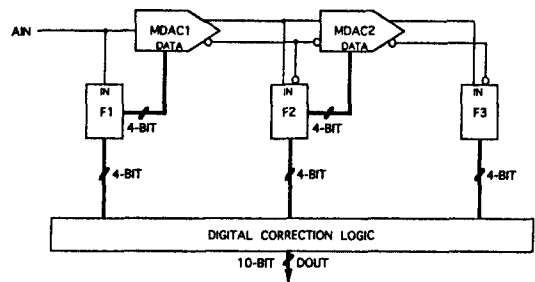 MDAC1
MDAC2
AIN
DATA
DATA
IN
IN
IN
F1
F2
F3
4-BIT
4-BIT
4-BIT
4-BIT
4-BIT
DIGITAL CORRECTION LOGIC
10-BIT DOUT